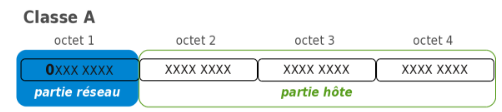 Classe A
octet 1 octet 2 octet 3 octet 4
0XXX XXXX XXXX XXXX XXXX XXXX XXXX XXXX
partie réseau partie hôte